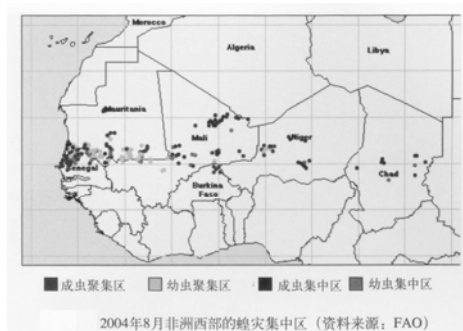 Morocco
Algeria
Libya
Mauritania
Mali
Niger
Senegal
Chad
Burkina
Faso
成虫聚集区 幼虫聚集区 成虫集中区 幼虫集中区
2004年8月非洲西部的蝗灾集中区（资料来源：FAO）